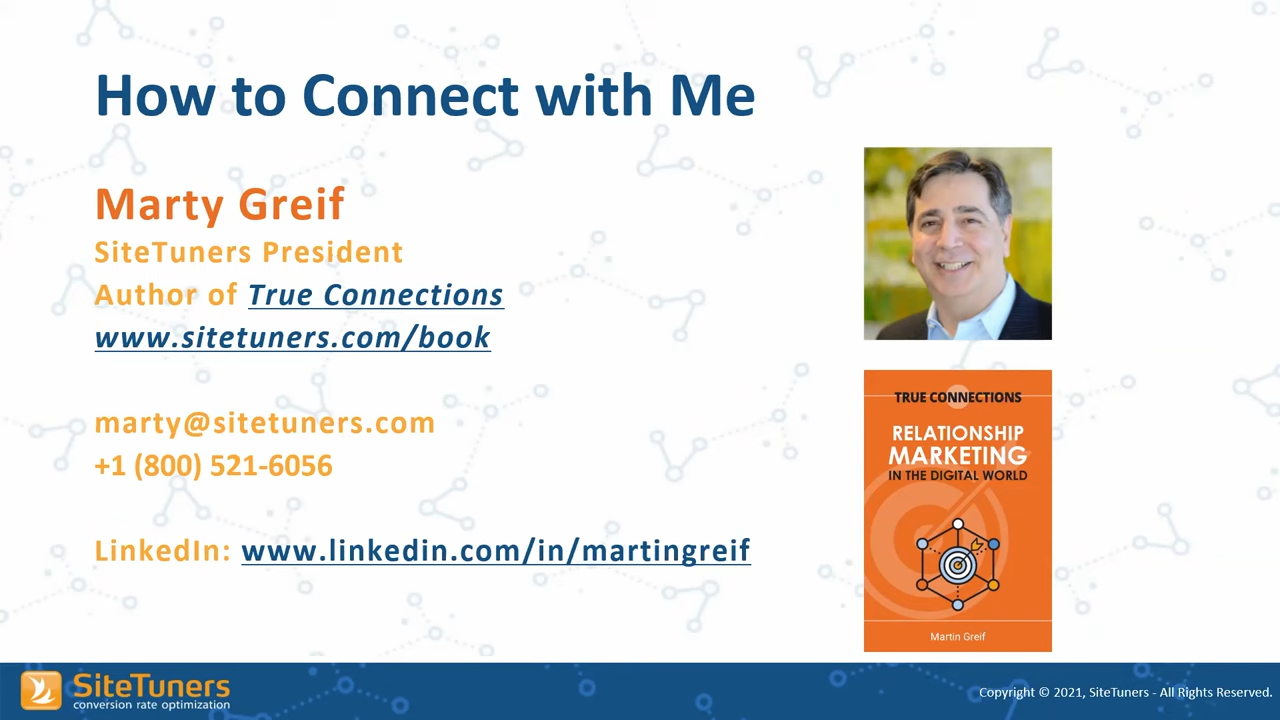 How to Connect with Me
Marty Greif
SiteTuners President
Author of True Connections
www.sitetuners.com/book
marty@sitetuners.com
+1 (800) 521-6056
LinkedIn: www.linkedin.com/in/martingreif
TRUE CONNECTIONS
RELATIONSHIP
MARKETING
IN THE DIGITAL WORLD
Martin Greif
SiteTuners
conversion rate optimization
Copyright © 2021, SiteTuners - All Rights Reserved.